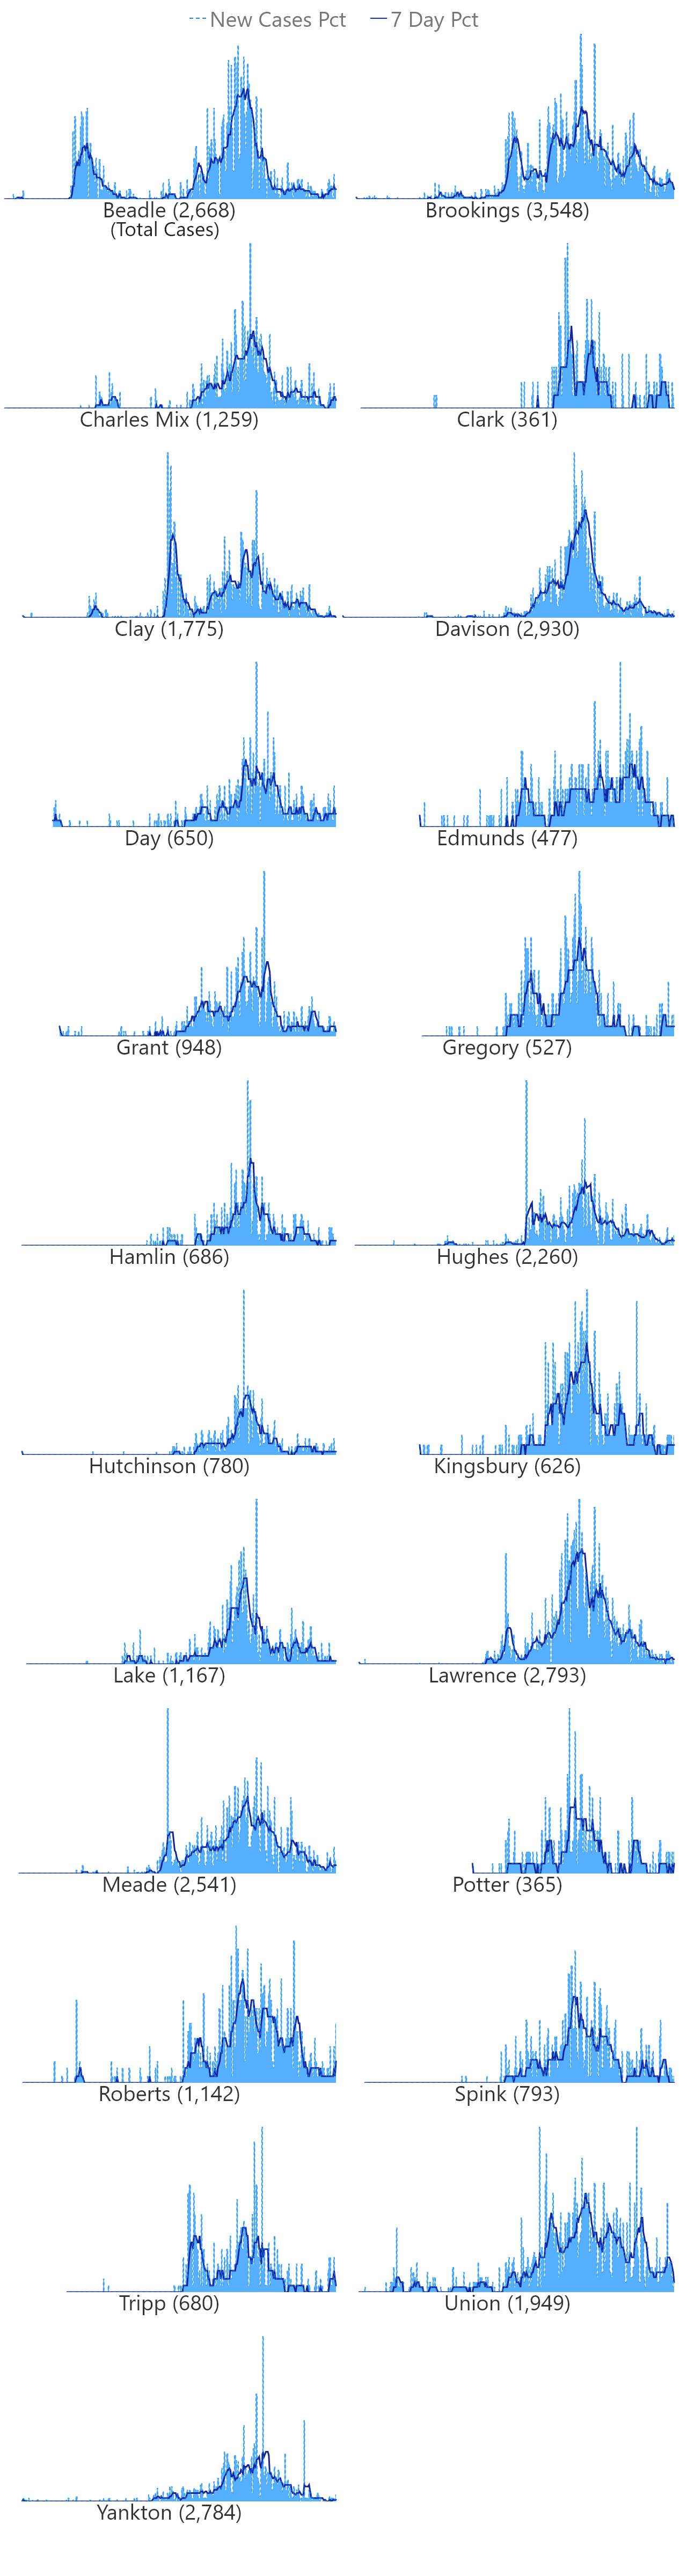 New Cases Pct 7 Day Pct
Beadle (2,668) Brookings (3,548)
(Total Cases)
Charles Mix (1,259) Clark (361)
Clay (1,775) Davison (2,930)
Day (650) Edmunds (477)
Grant (948) Gregory (527)
Hamlin (686) Hughes (2,260)
Hutchinson (780) Kingsbury (626)
Lake (1,167) Lawrence (2,793)
Meade (2,541) Potter (365)
Roberts (1,142) Spink (793)
Tripp (680) Union (1,949)
Yankton (2,784)